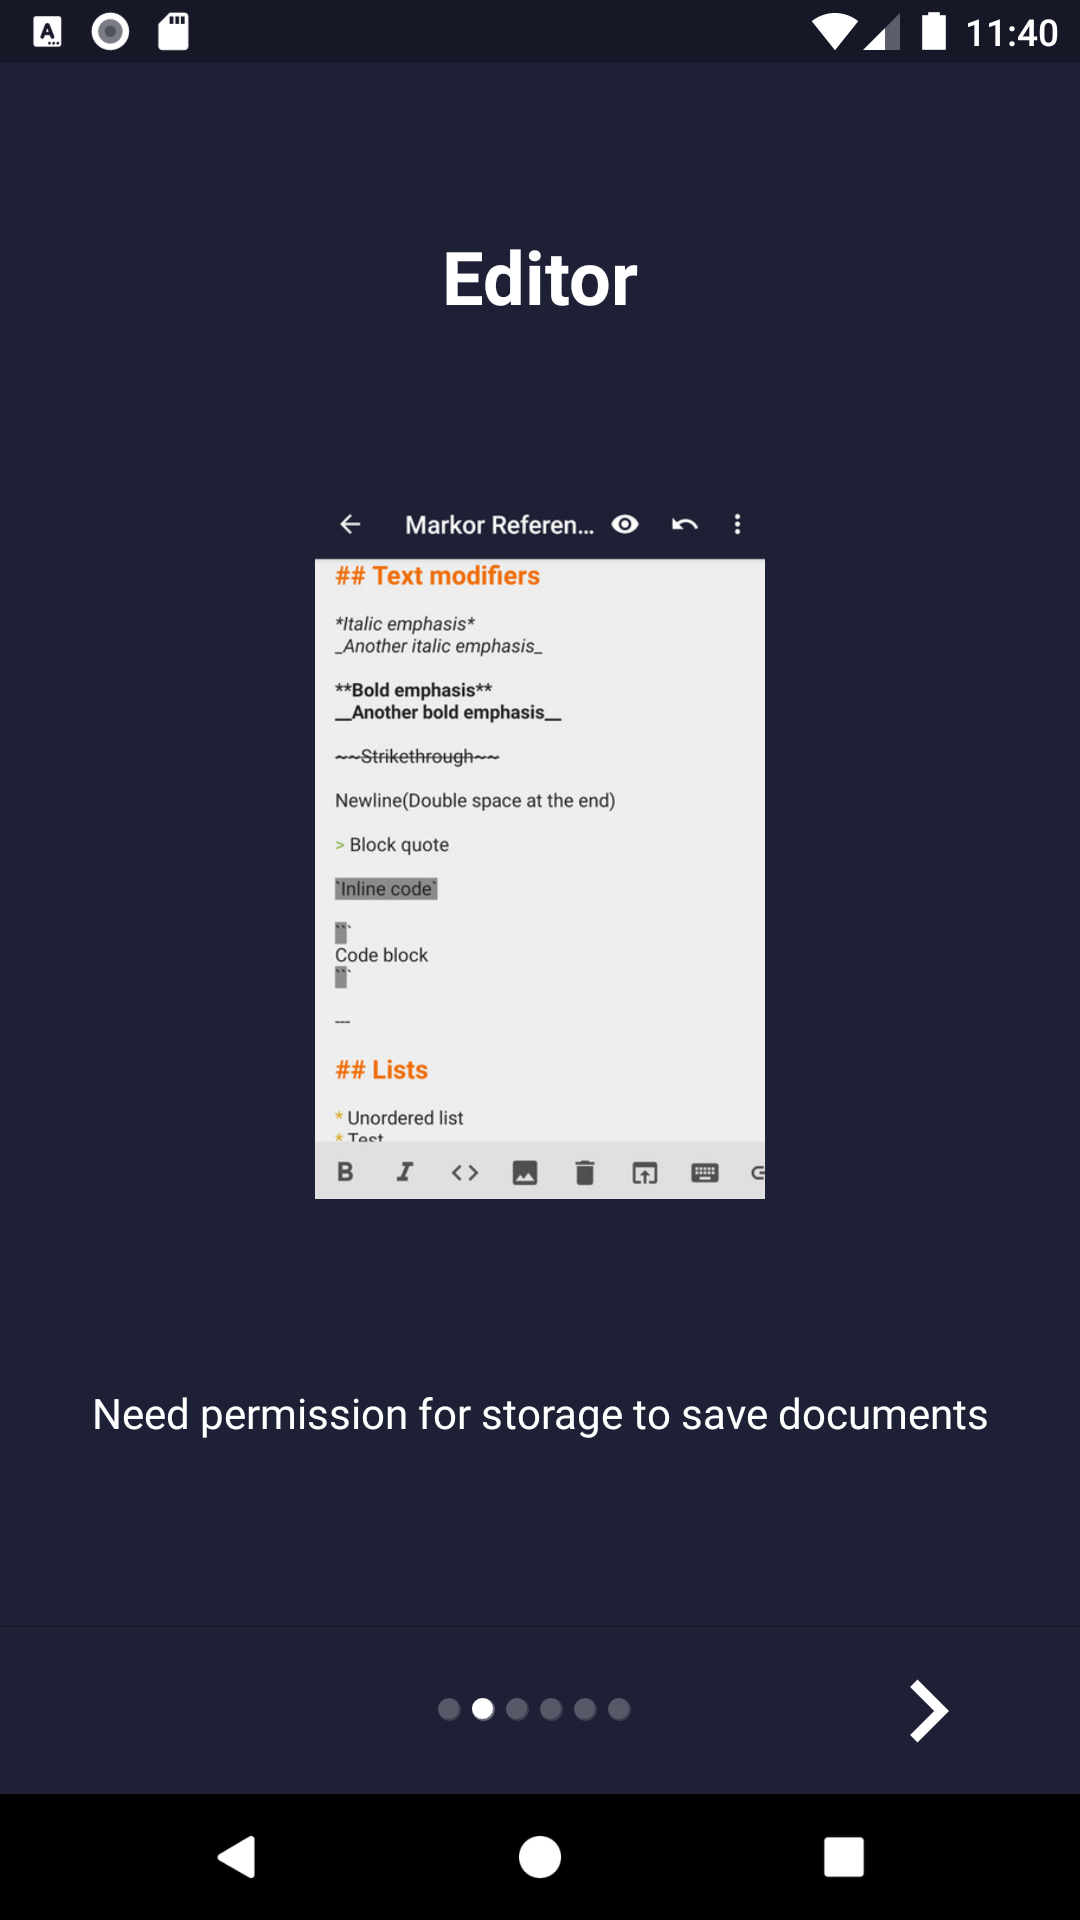 11:40
Editor
Markor Referen...
## Text modifiers
*Italic emphasis*
_Another italic emphasis_
**Bold emphasis**
__Another bold emphasis__
~~Strikethrough~~
Newline(Double space at the end)
> Block quote
`Inline code`
```
Code block
```
---
## Lists
* Unordered list
* Test
Need permission for storage to save documents